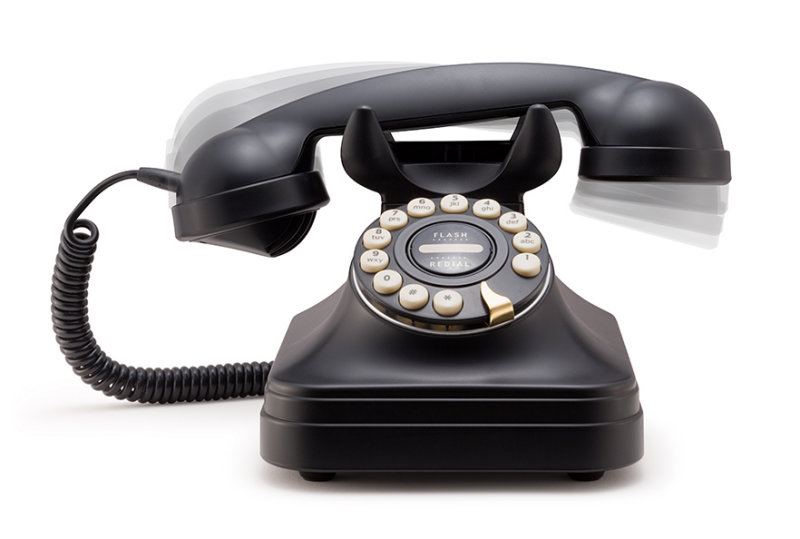 1
2
abc
3
def
4
ghi
5
jkl
6
mno
7
prs
8
tuv
9
wxy
0
#
*
FLASH
REDIAL